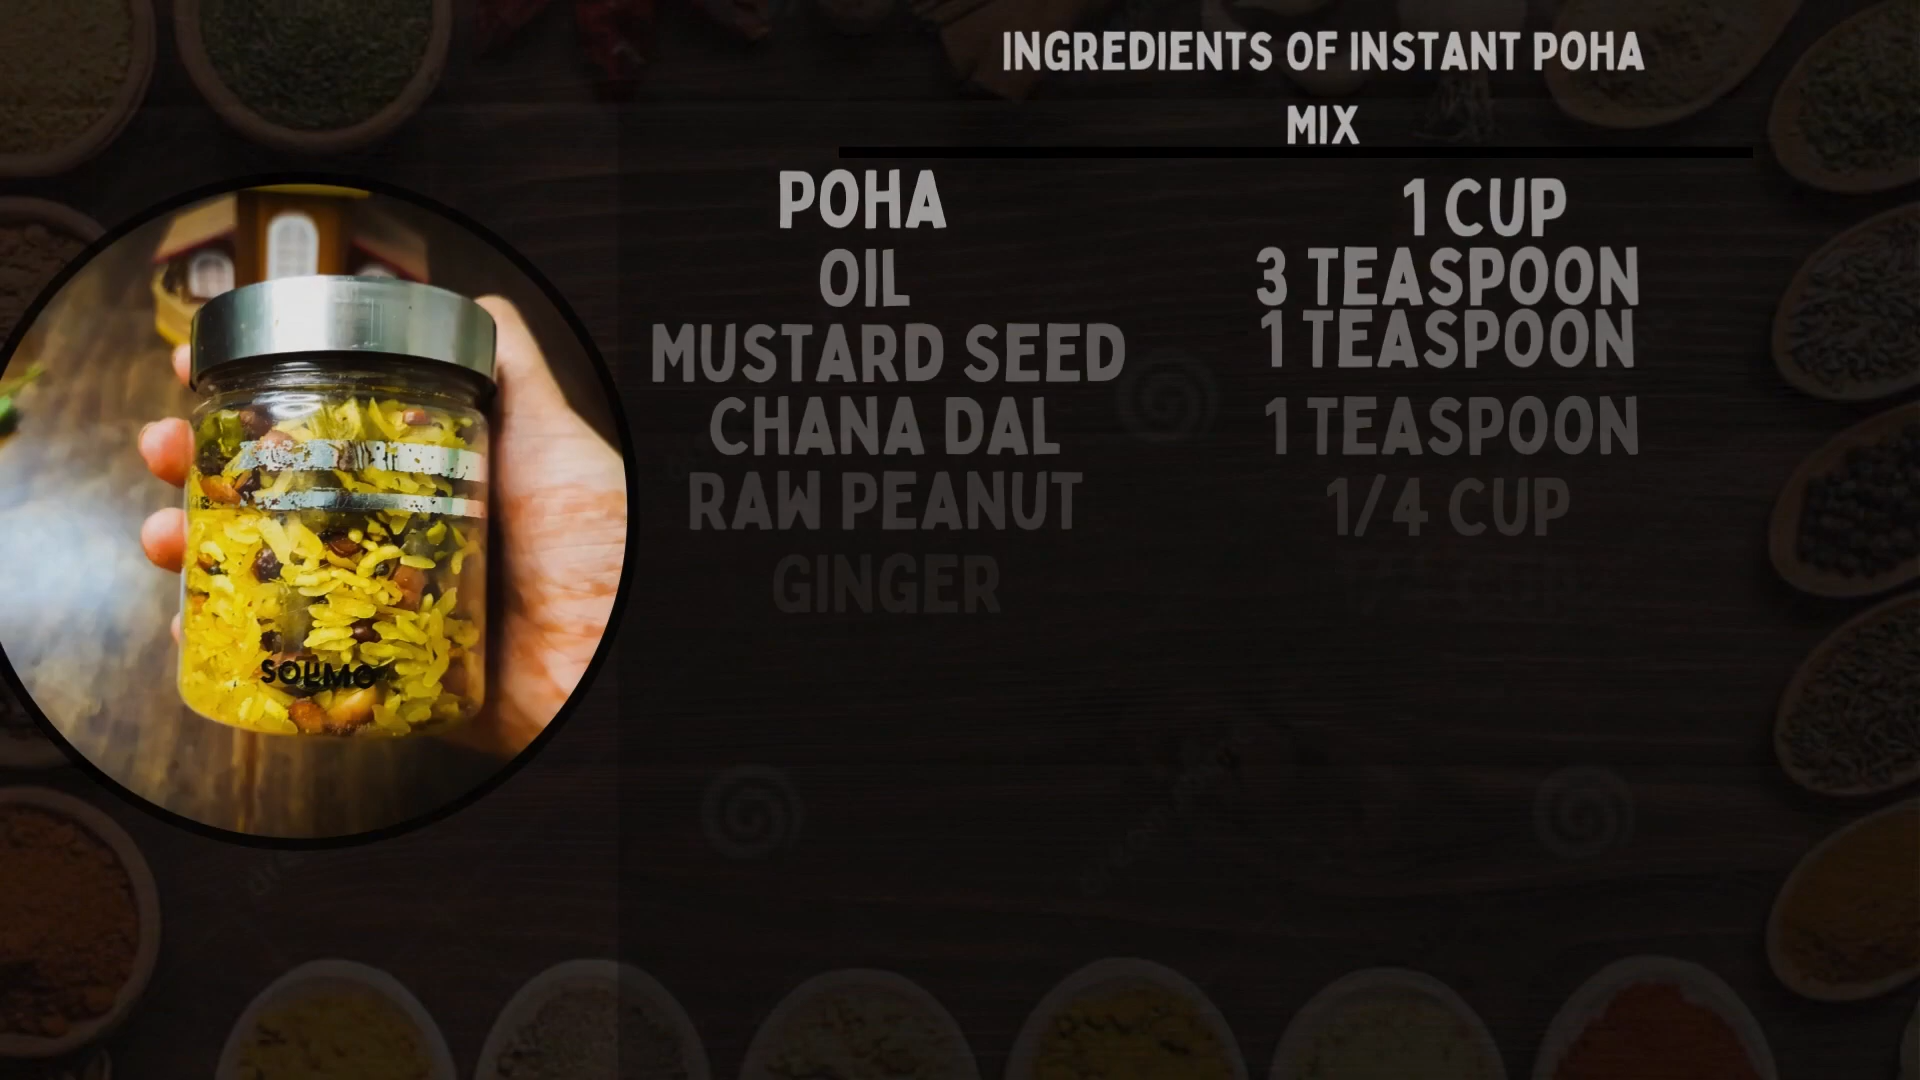 INGREDIENTS OF INSTANT POHA
MIX
POHA 1 CUP
OIL 3 TEASPOON
MUSTARD SEED 1 TEASPOON
CHANA DAL 1 TEASPOON
RAW PEANUT 1/4 CUP
GINGER
SOLIMO